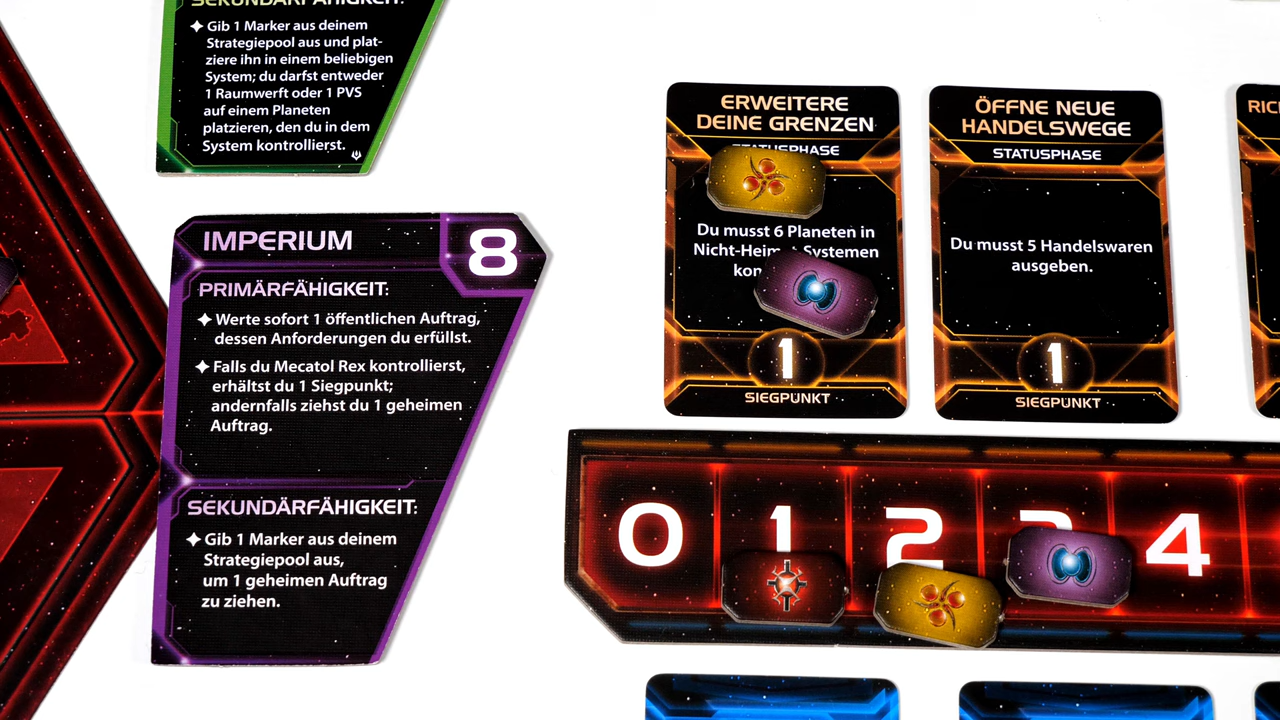 SEKUNDÄRFÄHIGKEIT:
Gib 1 Marker aus deinem
Strategiepool aus und plat-
ziere ihn in einem beliebigen
System; du darfst entweder
1 Raumwerft oder 1 PVS
auf einem Planeten
platzieren, den du in dem
System kontrollierst.
IMPERIUM
8
PRIMÄRFÄHIGKEIT:
Werte sofort 1 öffentlichen Auftrag,
dessen Anforderungen du erfüllst.
Falls du Mecatol Rex kontrollierst,
erhältst du 1 Siegpunkt;
andernfalls ziehst du 1 geheimen
Auftrag.
SEKUNDÄRFÄHIGKEIT:
Gib 1 Marker aus deinem
Strategiepool aus,
um 1 geheimen Auftrag
zu ziehen.
ERWEITERE
DEINE GRENZEN
STATUSPHASE
Du musst 6 Planeten in
Systemen
1
SIEGPUNKT
ÖFFNE NEUE
HANDELSWEGE
STATUSPHASE
Du musst 5 Handelswaren
ausgeben.
1
SIEGPUNKT
0
1
2
3
4